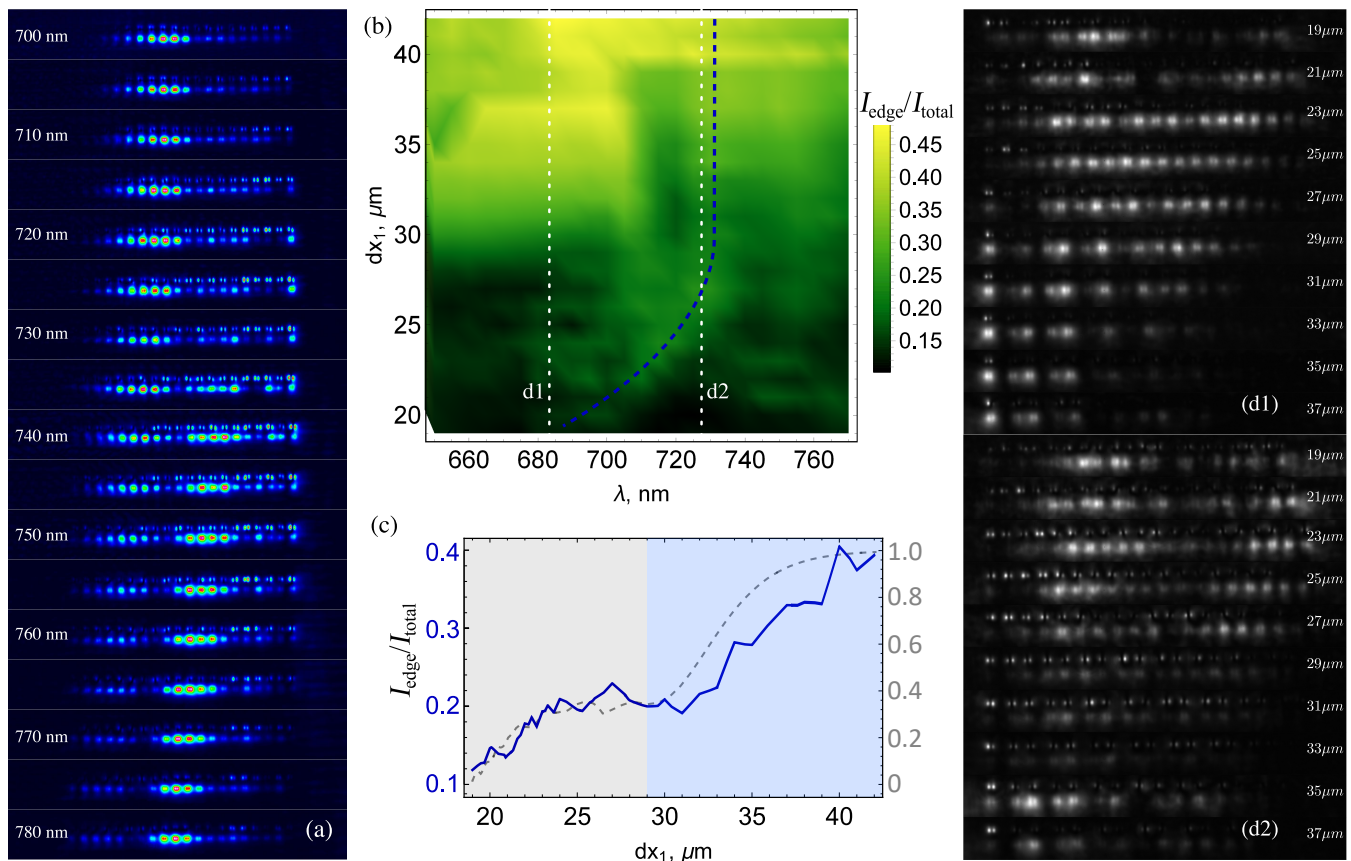 700 nm
710 nm
720 nm
730 nm
740 nm
750 nm
760 nm
770 nm
780 nm
(a)
(b)
40
35
30
25
20
dx₁, μm
660 680 700 720 740 760
λ, nm
d1
d2
I_edge/I_total
0.45
0.40
0.35
0.30
0.25
0.20
0.15
(c)
0.4
0.3
0.2
0.1
I_edge/I_total
1.0
0.8
0.6
0.4
0.2
0
20 25 30 35 40
dx₁, μm
19μm
21μm
23μm
25μm
27μm
29μm
31μm
33μm
35μm
37μm
(d1)
19μm
21μm
23μm
25μm
27μm
29μm
31μm
33μm
35μm
37μm
(d2)